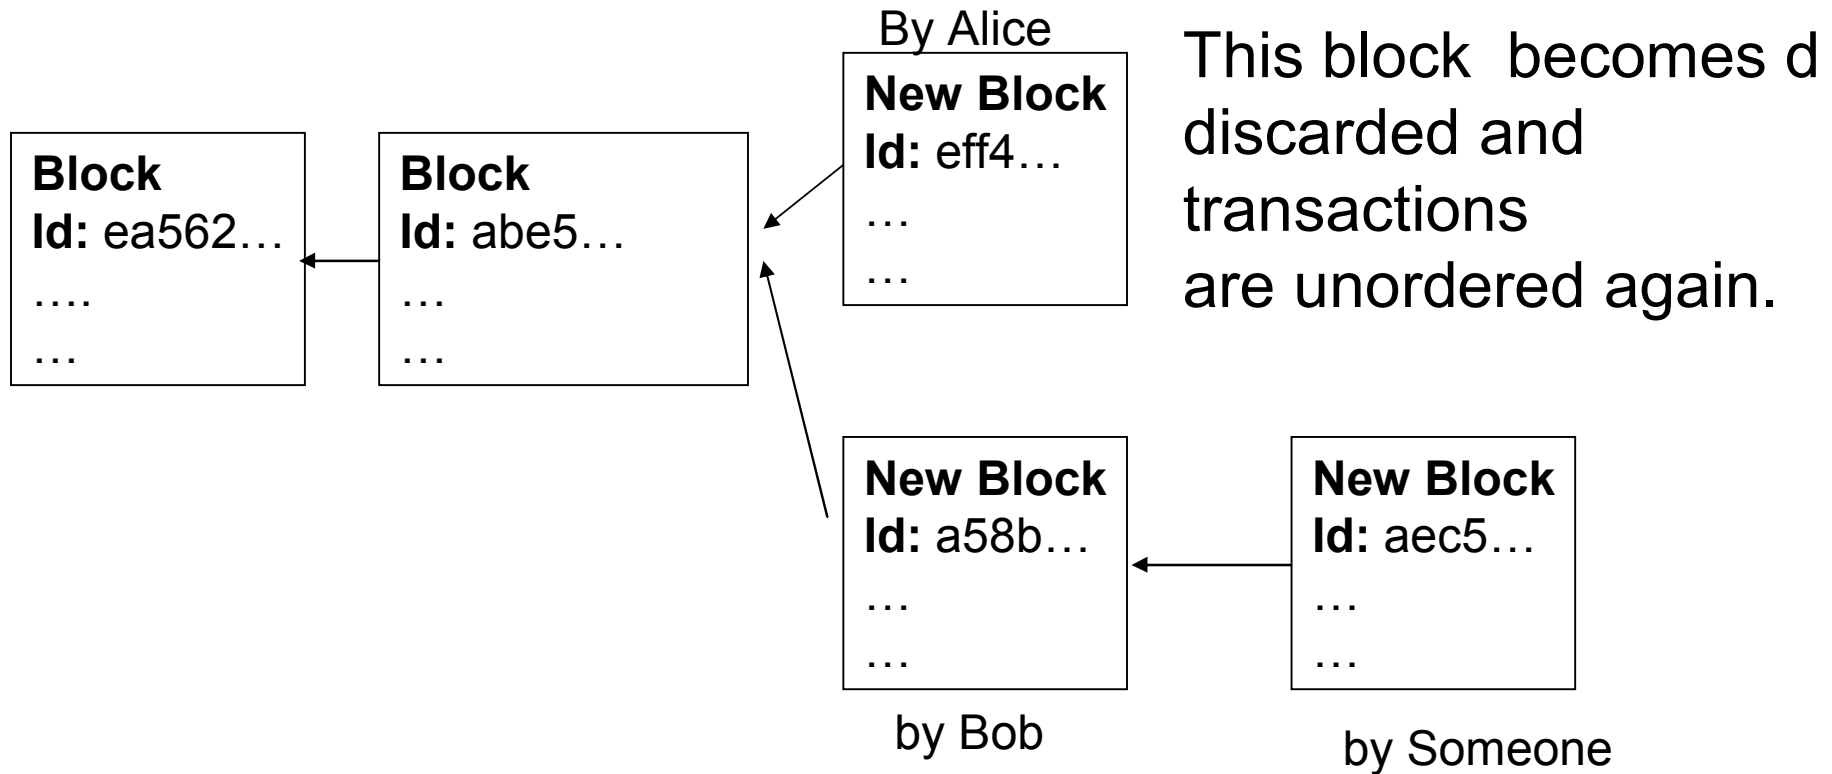 By Alice
New Block
Id: eff4…
…
…
This block  becomes d
discarded and
transactions
are unordered again.
Block
Id: ea562…
….
…
Block
Id: abe5…
…
…
New Block
Id: a58b…
…
…
by Bob
New Block
Id: aec5…
…
…
by Someone